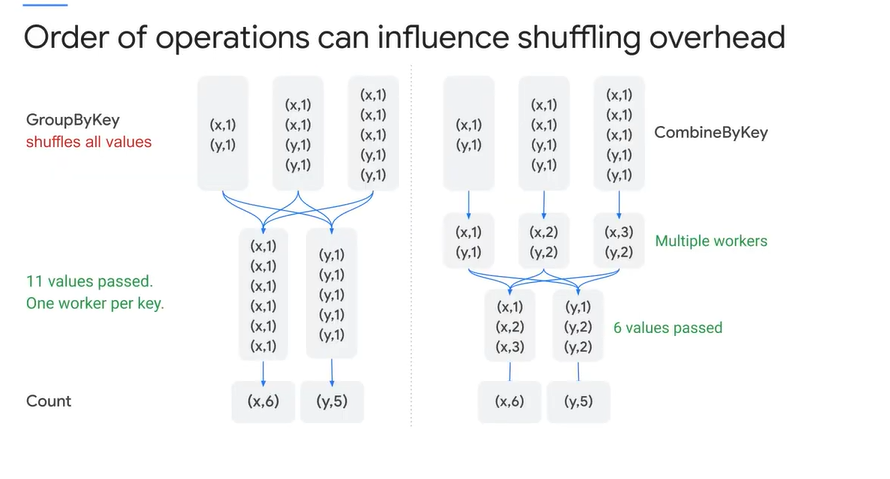 Order of operations can influence shuffling overhead
GroupByKey
shuffles all values
(x,1)
(y,1)
(x,1)
(x,1)
(y,1)
(y,1)
(x,1)
(x,1)
(x,1)
(y,1)
(y,1)
11 values passed.
One worker per key.
(x,1)
(x,1)
(x,1)
(x,1)
(x,1)
(x,1)
(y,1)
(y,1)
(y,1)
(y,1)
(y,1)
Count
(x,6)
(y,5)
(x,1)
(y,1)
(x,1)
(x,1)
(y,1)
(y,1)
(x,1)
(x,1)
(x,1)
(y,1)
(y,1)
CombineByKey
(x,1)
(y,1)
(x,2)
(y,2)
(x,3)
(y,2)
Multiple workers
(x,1)
(x,2)
(x,3)
(y,1)
(y,2)
(y,2)
6 values passed
(x,6)
(y,5)